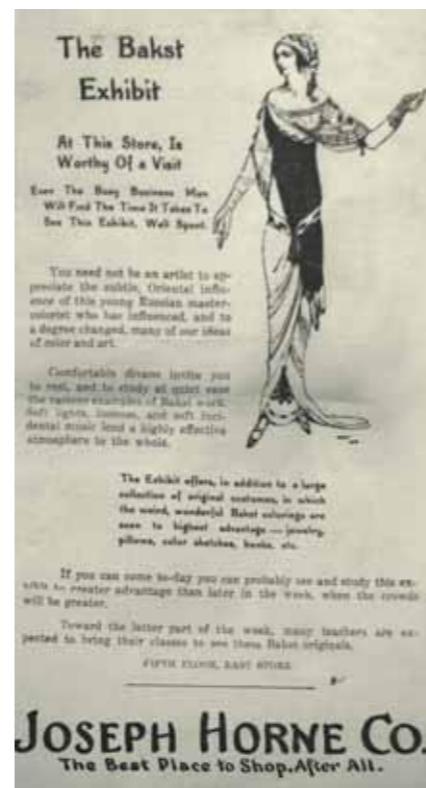 The Bakst
Exhibit
At This Store, Is
Worthy Of a Visit
Even The Busy Business Man
Will Find The Time It Takes To
See This Exhibit, Well Spent.
You need not be an artist to ap-
preciate the subtle, Oriental influ-
ence of this young Russian master-
colorist who has influenced, and to
a degree changed, many of our ideas
of color and art.
Comfortable divans invite you
to rest, and to study at quiet ease
the various examples of Bakst work.
Soft lights, incense, and soft inci-
dental music lend a highly effective
atmosphere to the whole.
The Exhibit offers, in addition to a large
collection of original costumes, in which
the weird, wonderful Bakst colorings are
seen to highest advantage — jewelry,
pillows, color sketches, books, etc.
If you can come to-day you can probably see and study this ex-
hibit to greater advantage than later in the week, when the crowds
will be greater.
Toward the latter part of the week, many teachers are ex-
pected to bring their classes to see these Bakst originals.
FIFTH FLOOR, EAST STORE
JOSEPH HORNE CO.
The Best Place to Shop, After All.